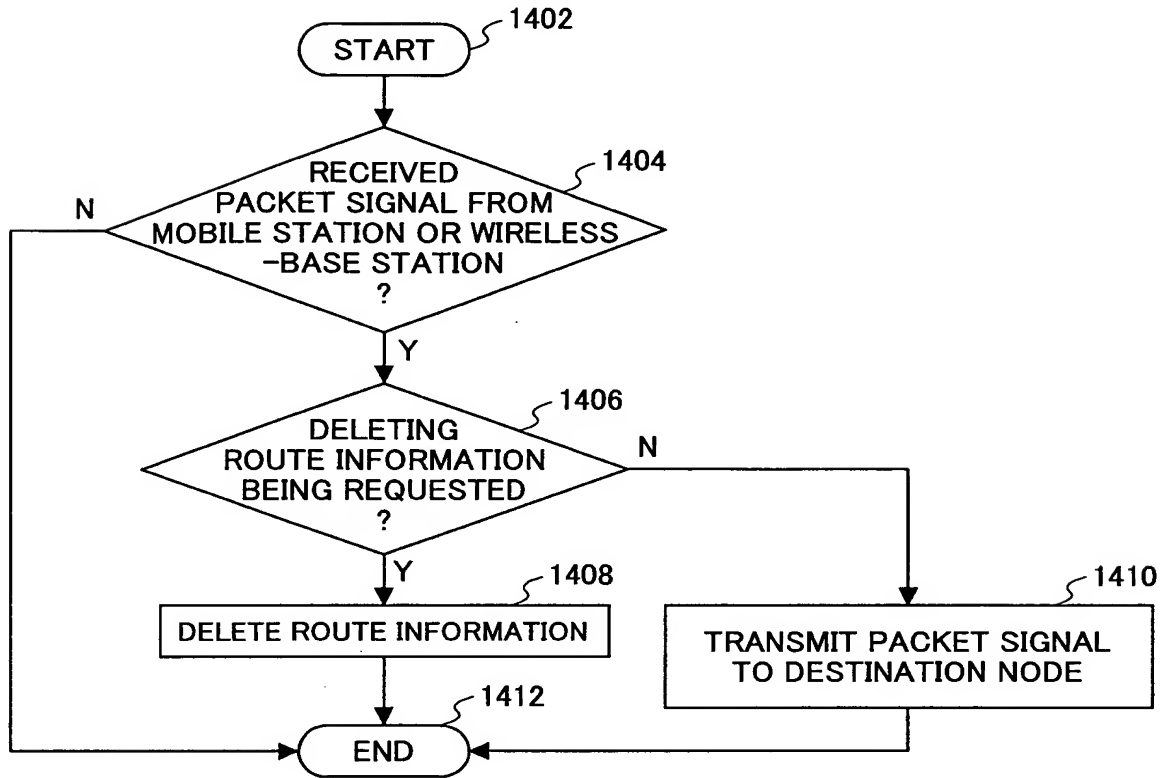 1402
START
1404
RECEIVED
PACKET SIGNAL FROM
MOBILE STATION OR WIRELESS
-BASE STATION
?
N
Y
1406
DELETING
ROUTE INFORMATION
BEING REQUESTED
?
N
Y
1408
DELETE ROUTE INFORMATION
1410
TRANSMIT PACKET SIGNAL
TO DESTINATION NODE
1412
END